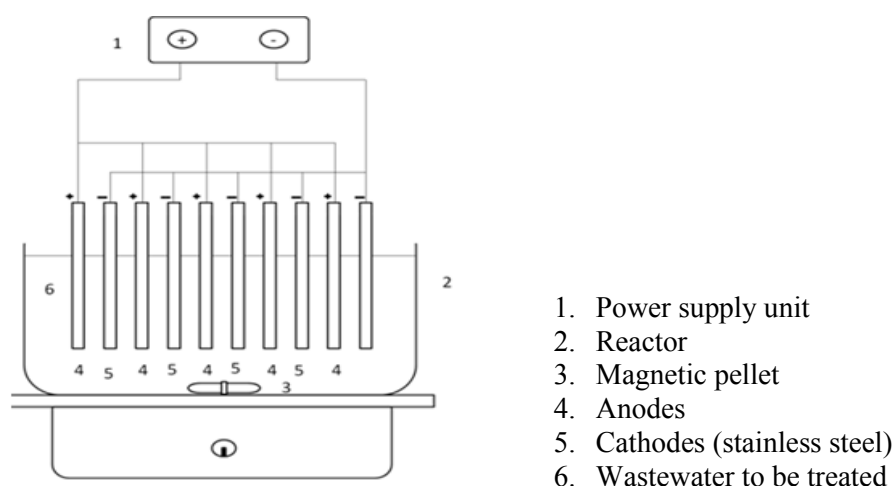 1
+ -
+ − + − + − + − + −
6
2
4 5 4 5 4 5 4 5 4
3
1. Power supply unit
2. Reactor
3. Magnetic pellet
4. Anodes
5. Cathodes (stainless steel)
6. Wastewater to be treated